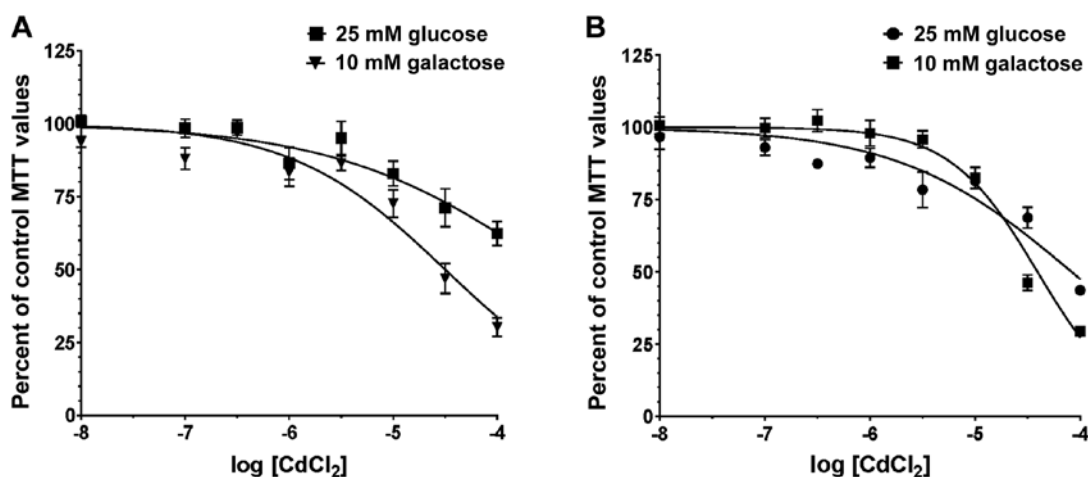 A
25 mm glucose
10 mM galactose
Percent of control MTT values
125
100
75
50
25
0
-8
-7
-6
-5
-4
log [CdCl₂]
B
25 mM glucose
10 mM galactose
Percent of control MTT values
125
100
75
50
25
0
-8
-7
-6
-5
-4
log [CdCl₂]